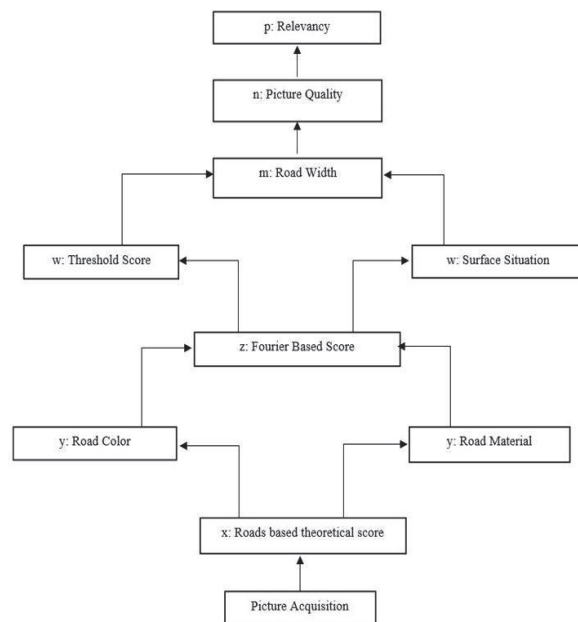 p: Relevancy
n: Picture Quality
m: Road Width
w: Threshold Score
w: Surface Situation
z: Fourier Based Score
y: Road Color
y: Road Material
x: Roads based theoretical score
Picture Acquisition